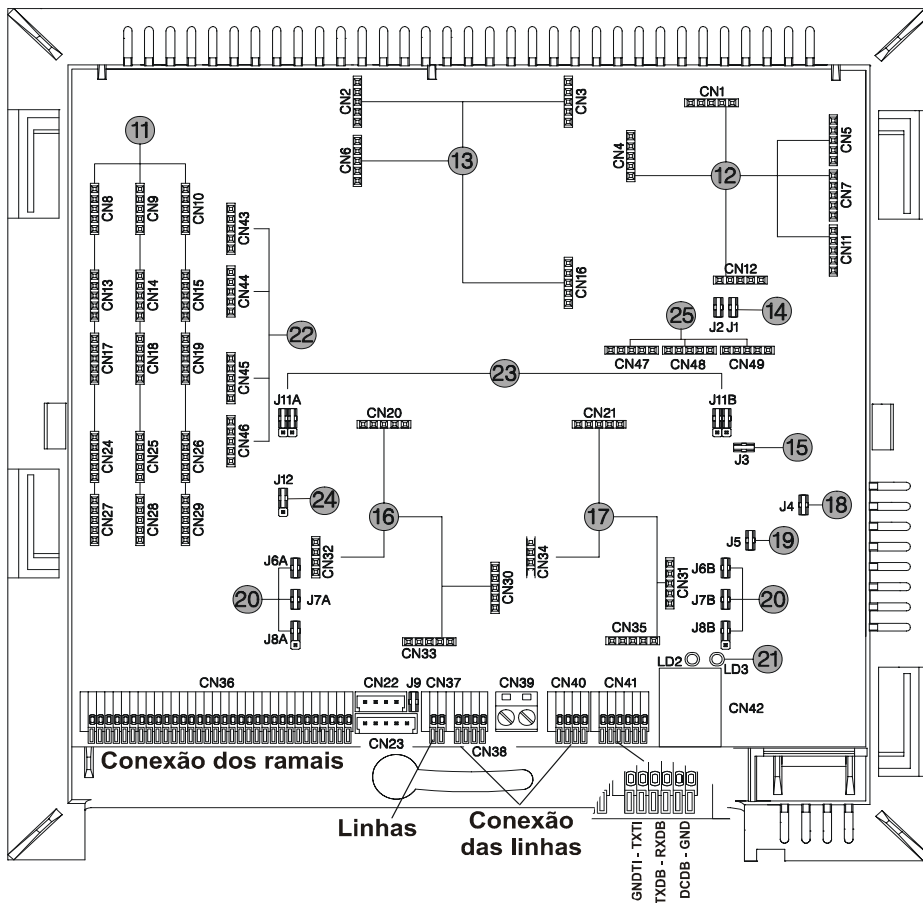 CN2
CN3
CN1
11
CN6
13
CN4
12
CN5
CN7
CN11
CN8
CN9
CN10
CN43
CN44
CN16
CN12
J2
J1
14
CN13
CN14
CN15
22
25
CN17
CN18
CN19
CN47
CN48
CN49
CN45
23
J11A
J11B
CN46
CN20
CN21
J3
15
CN24
CN25
CN26
J12
24
16
17
J4
18
CN27
CN28
CN29
J5
19
CN32
CN34
J6A
J6B
20
J7A
CN30
CN31
J7B
20
J8A
J8B
CN33
CN35
LD2
LD3
21
CN36
CN22
J9
CN37
CN39
CN40
CN41
CN42
CN23
CN38
Conexão dos ramais
Linhas
Conexão
das linhas
GNDTI - TXTI
TXDB - RXDB
DCDB - GND